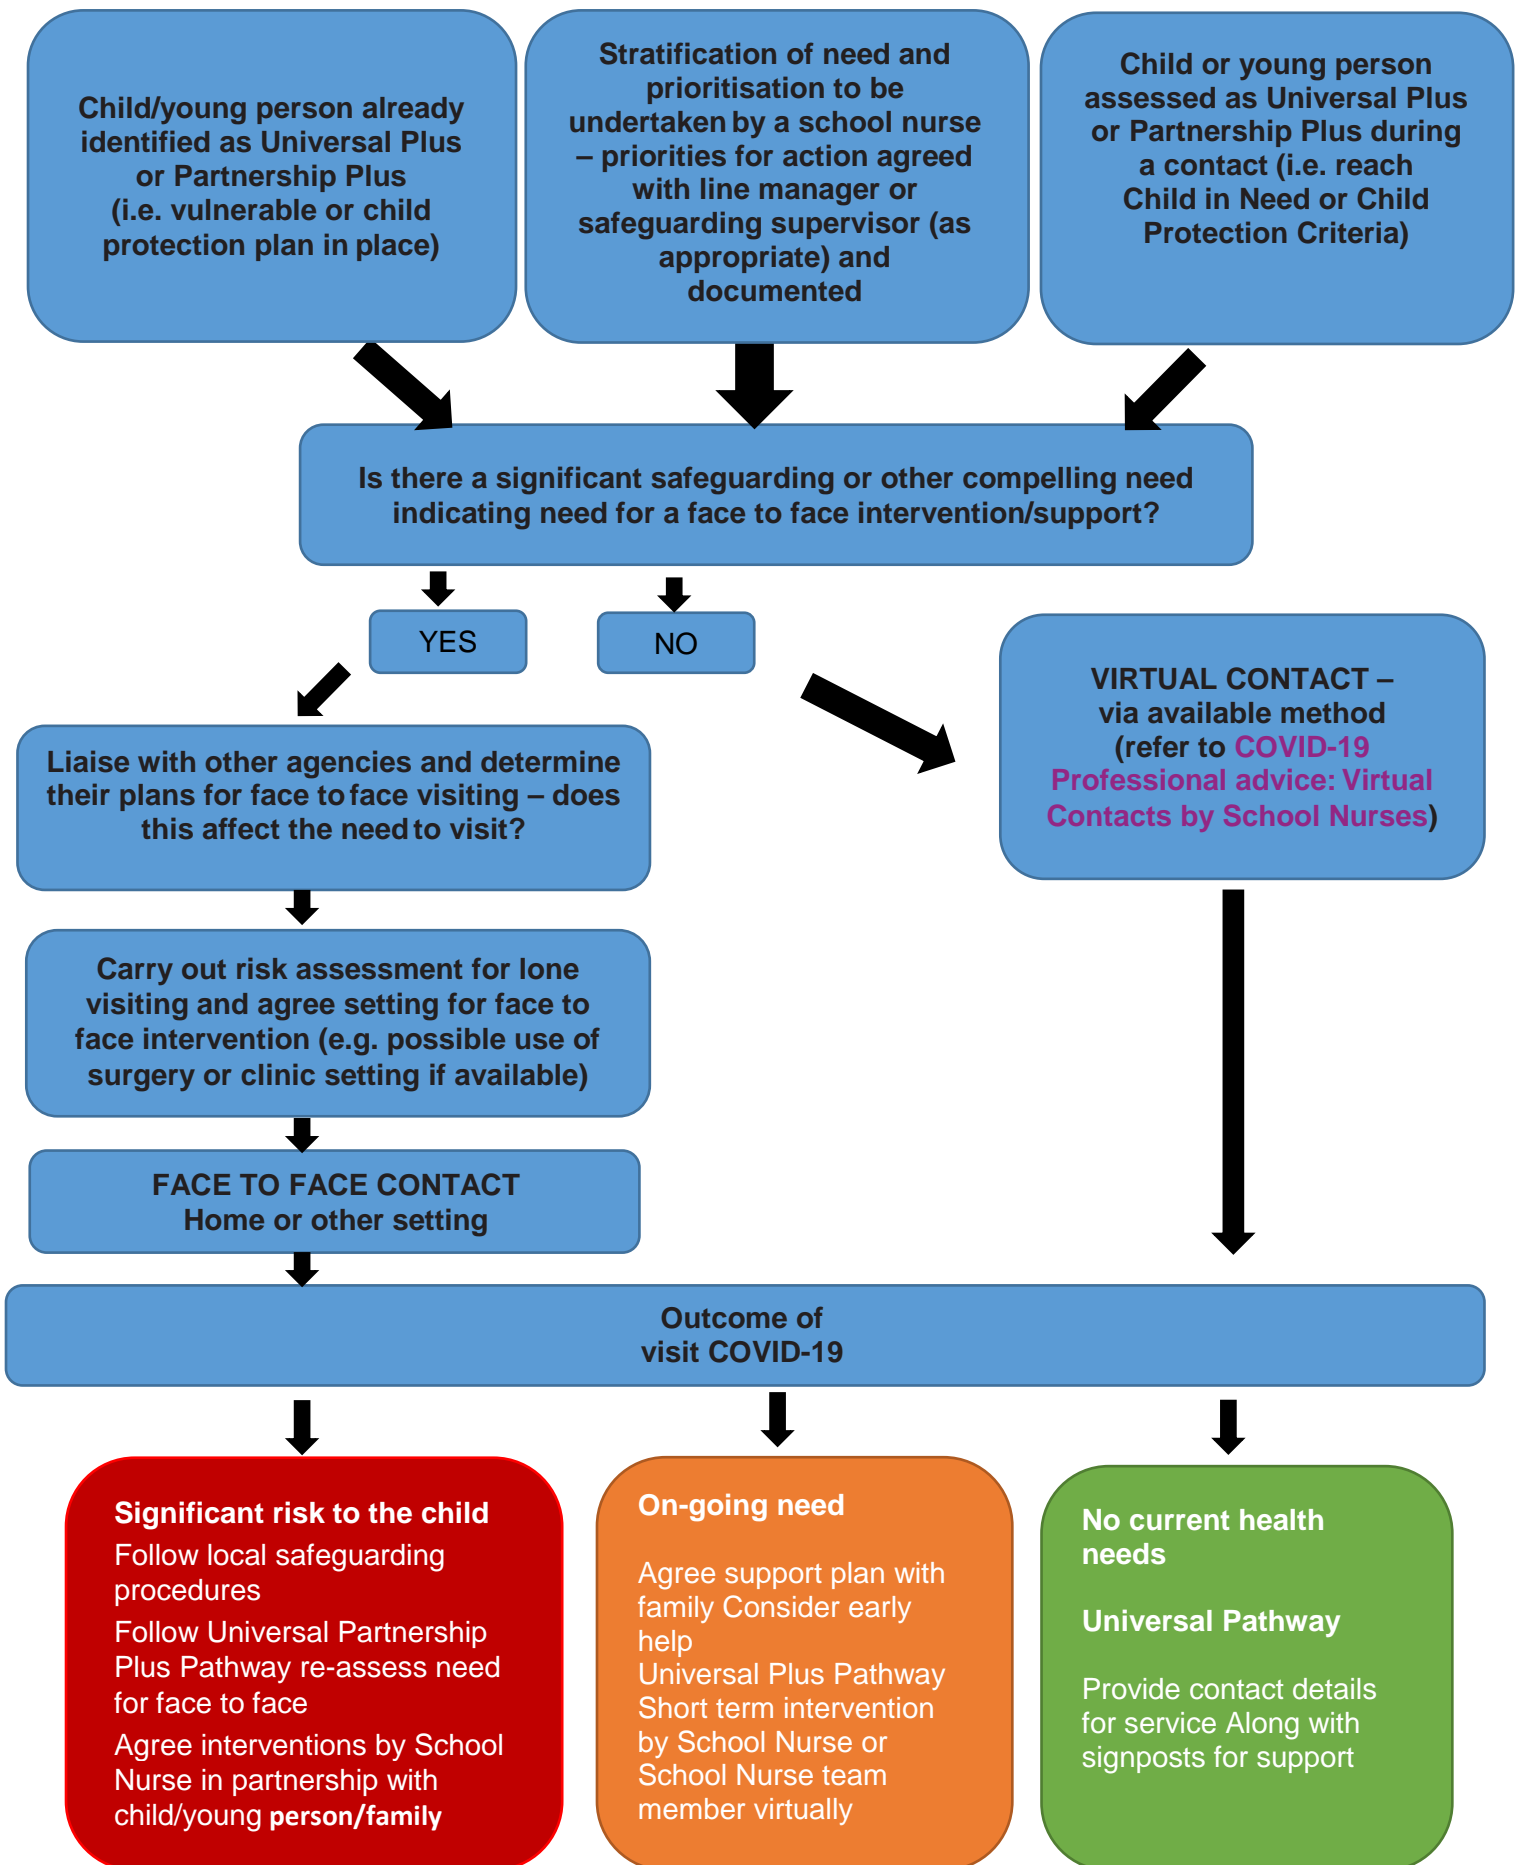 Child/young person already
identified as Universal Plus
or Partnership Plus
(i.e. vulnerable or child
protection plan in place)
Stratification of need and
prioritisation to be
undertaken by a school nurse
– priorities for action agreed
with line manager or
safeguarding supervisor (as
appropriate) and
documented
Child or young person
assessed as Universal Plus
or Partnership Plus during
a contact (i.e. reach
Child in Need or Child
Protection Criteria)
Is there a significant safeguarding or other compelling need
indicating need for a face to face intervention/support?
YES
NO
VIRTUAL CONTACT –
via available method
(refer to COVID-19
Professional advice: Virtual
Contacts by School Nurses)
Liaise with other agencies and determine
their plans for face to face visiting – does
this affect the need to visit?
Carry out risk assessment for lone
visiting and agree setting for face to
face intervention (e.g. possible use of
surgery or clinic setting if available)
FACE TO FACE CONTACT
Home or other setting
Outcome of
visit COVID-19
Significant risk to the child
Follow local safeguarding
procedures
Follow Universal Partnership
Plus Pathway re-assess need
for face to face
Agree interventions by School
Nurse in partnership with
child/young person/family
On-going need
Agree support plan with
family Consider early
help
Universal Plus Pathway
Short term intervention
by School Nurse or
School Nurse team
member virtually
No current health
needs
Universal Pathway
Provide contact details
for service Along with
signposts for support